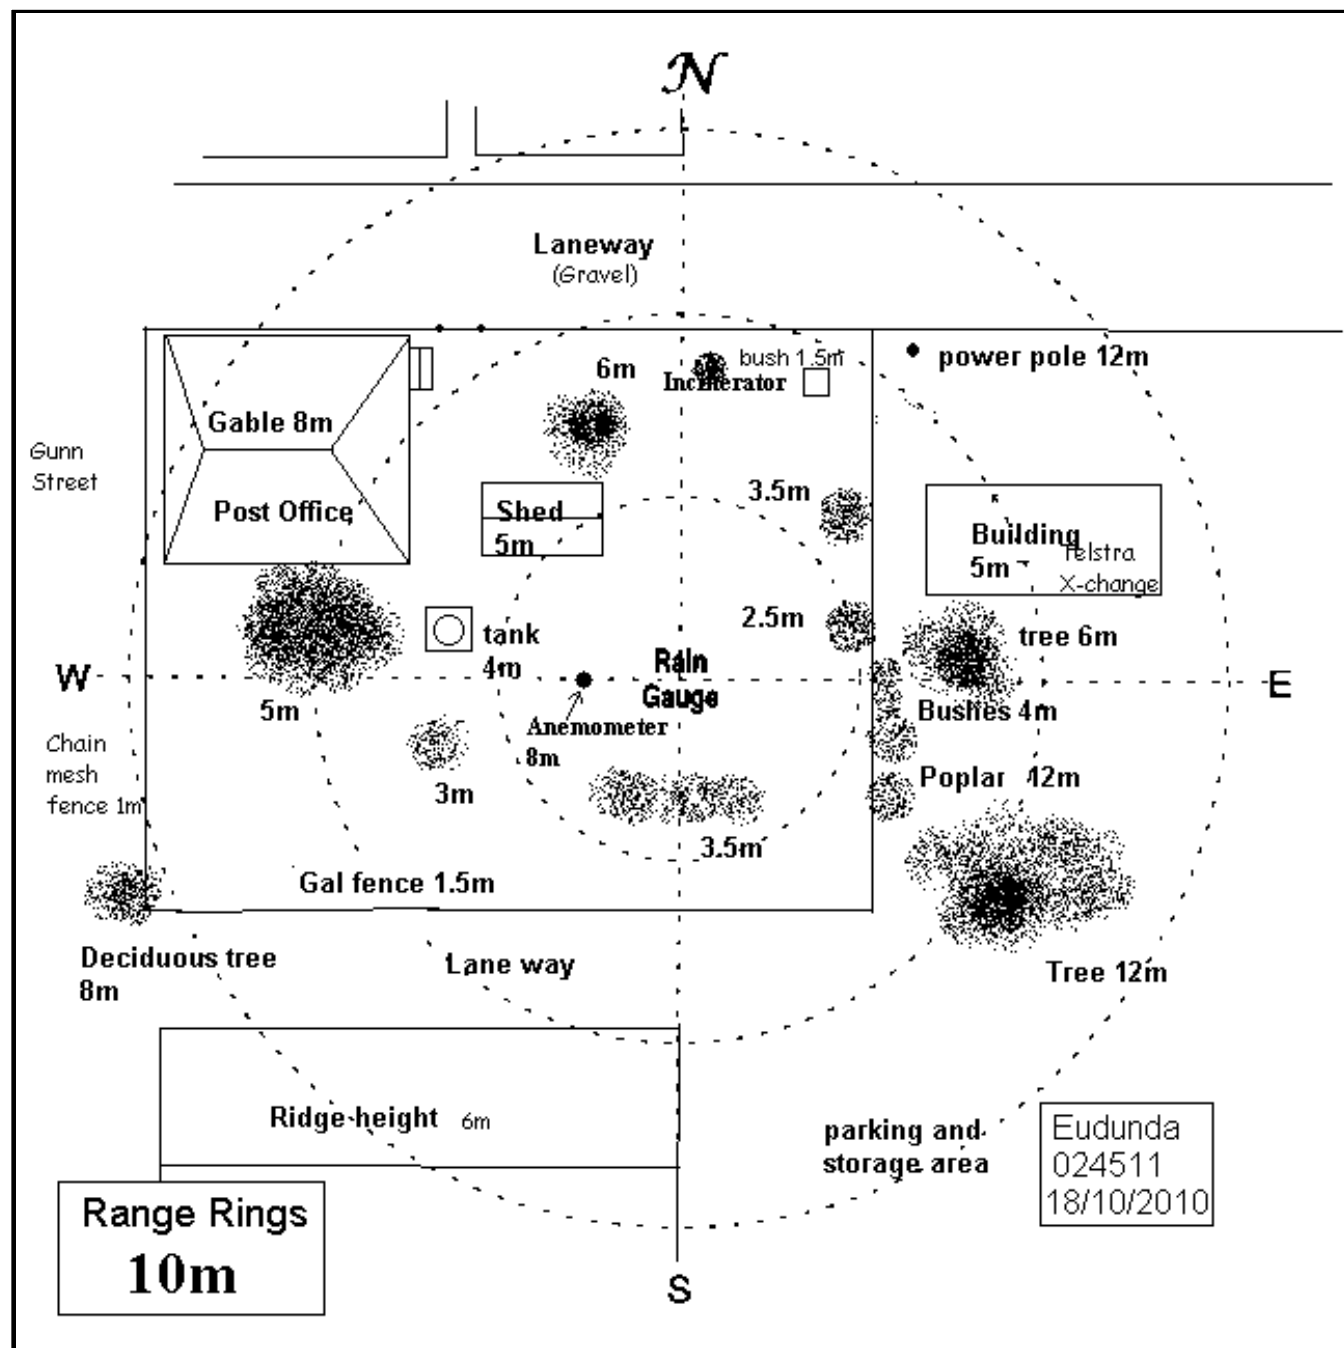 N
Laneway
(Gravel)
bush 1.5m
power pole 12m
6m
Incinerator
Gable 8m
Gunn
Street
3.5m
Post Office
Shed
5m
Building
5m
Telstra
X-change
2.5m
tree 6m
tank
4m
Rain
Gauge
W
E
5m
Bushes 4m
Anemometer
8m
Chain
mesh
fence 1m
3m
Poplar 12m
3.5m
Gal fence 1.5m
Deciduous tree
8m
Lane way
Tree 12m
Ridge height 6m
parking and
storage area
Eudunda
024511
18/10/2010
Range Rings
10m
S